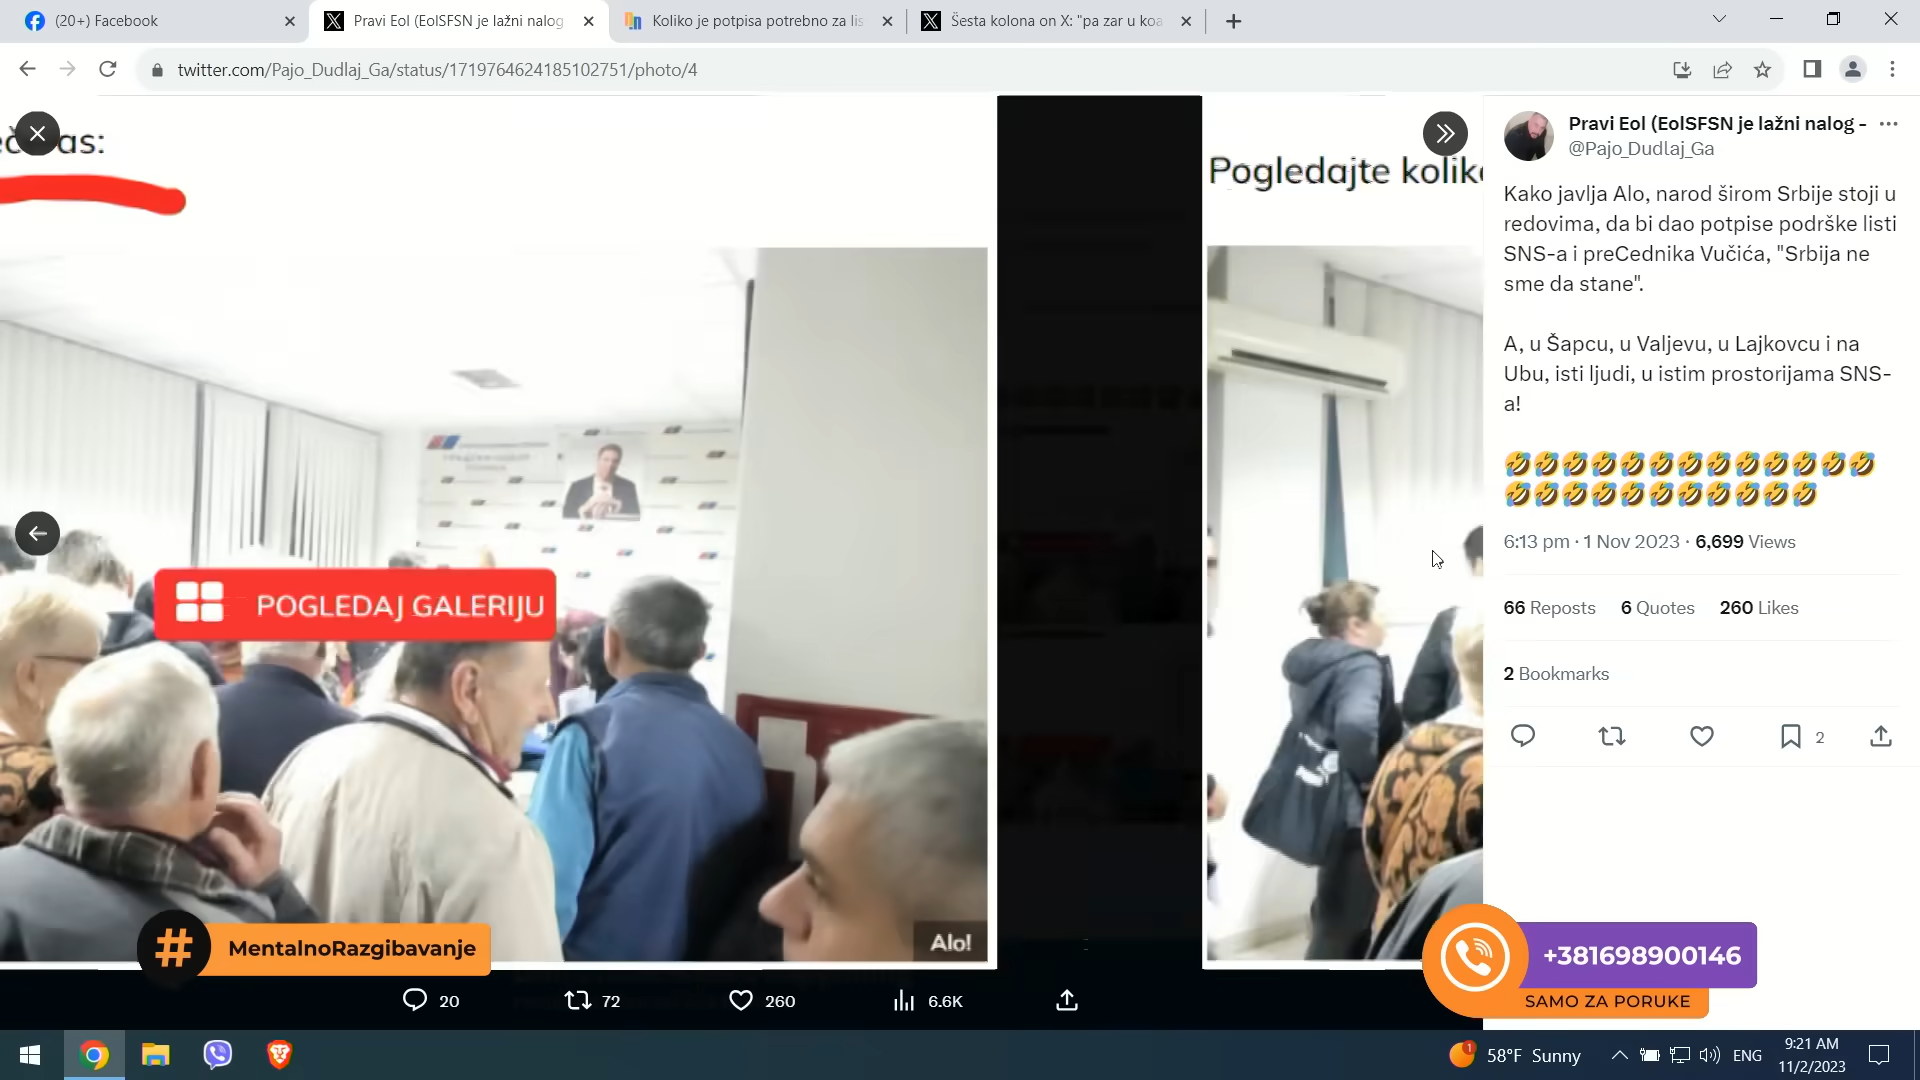 (20+) Facebook
Pravi Eol (EolSFSN je lažni nalog
Koliko je potpisa potrebno za lis
Šesta kolona on X: "pa zar u koa
twitter.com/Pajo_Dudlaj_Ga/status/1719764624185102751/photo/4
as:
Pogledajte kolik
POGLEDAJ GALERIJU
Alo!
Pravi Eol (EolSFSN je lažni nalog -
@Pajo_Dudlaj_Ga
Kako javlja Alo, narod širom Srbije stoji u
redovima, da bi dao potpise podrške listi
SNS-a i preCednika Vučića, "Srbija ne
sme da stane".
A, u Šapcu, u Valjevu, u Lajkovcu i na
Ubu, isti ljudi, u istim prostorijama SNS-
a!
🤣🤣🤣🤣🤣🤣🤣🤣🤣🤣🤣🤣🤣
🤣🤣🤣🤣🤣🤣🤣🤣🤣🤣🤣
6:13 pm · 1 Nov 2023 · 6,699 Views
66 Reposts 6 Quotes 260 Likes
2 Bookmarks
2
# MentalnoRazgibavanje
+381698900146
SAMO ZA PORUKE
20 72 260 6.6K
1 58°F Sunny ENG 9:21 AM
11/2/2023